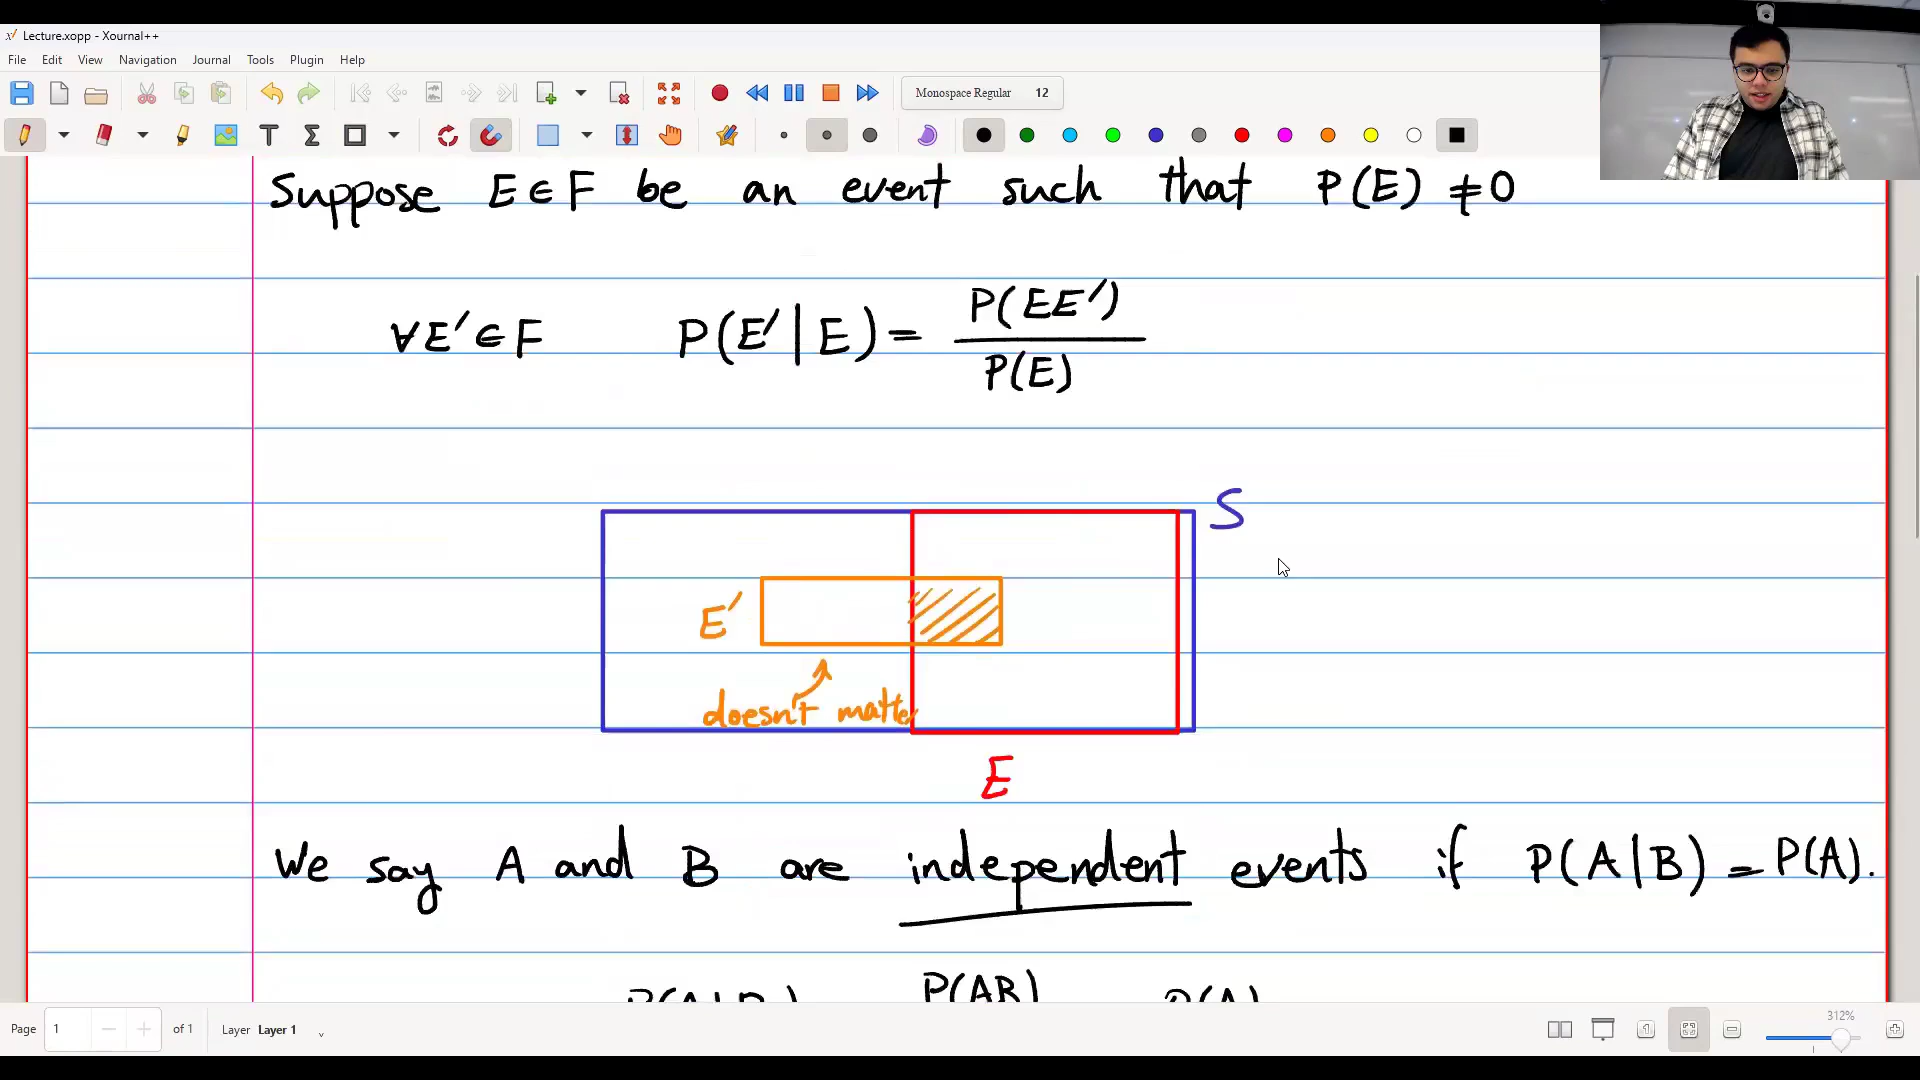 Lecture.xopp - Xournal++
File Edit View Navigation Journal Tools Plugin Help
Monospace Regular 12
Suppose E ∈ F be an event such that P(E) ≠ 0
∀E′ ∈ F P(E′|E) = P(EE′) / P(E)
S
E′
doesn't matter
E
We say A and B are independent events if P(A|B) = P(A).
P(A|B) P(AB) P(A)
Page 1 of 1 Layer Layer 1 312%